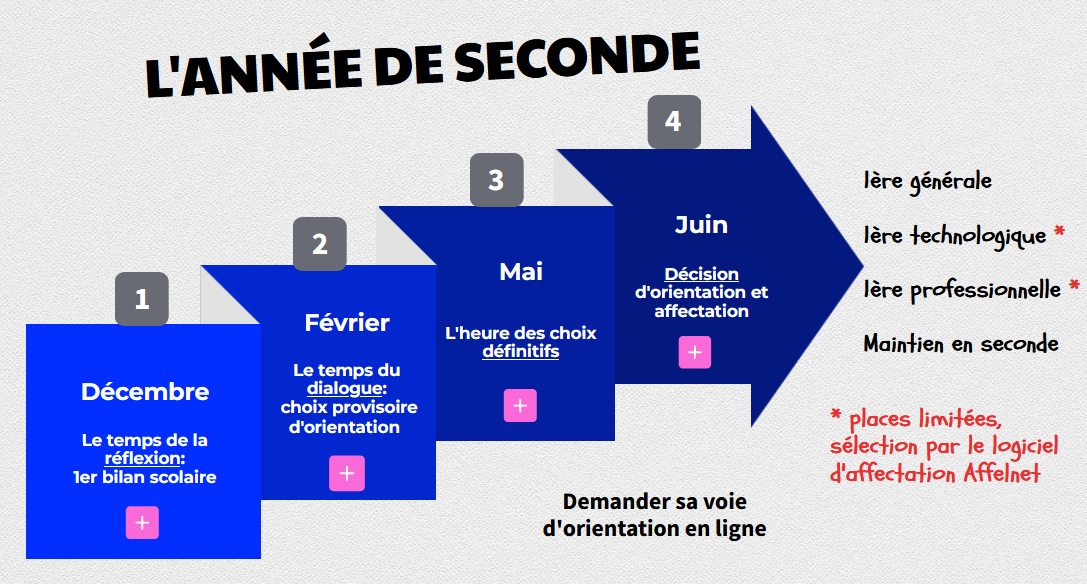 L'ANNÉE DE SECONDE
1
Décembre
Le temps de la
réflexion:
1er bilan scolaire
+
2
Février
Le temps du
dialogue:
choix provisoire
d'orientation
+
3
Mai
L'heure des choix
définitifs
+
4
Juin
Décision
d'orientation et
affectation
+
1ère générale
1ère technologique *
1ère professionnelle *
Maintien en seconde
* places limitées,
sélection par le logiciel
d'affectation Affelnet
Demander sa voie
d'orientation en ligne